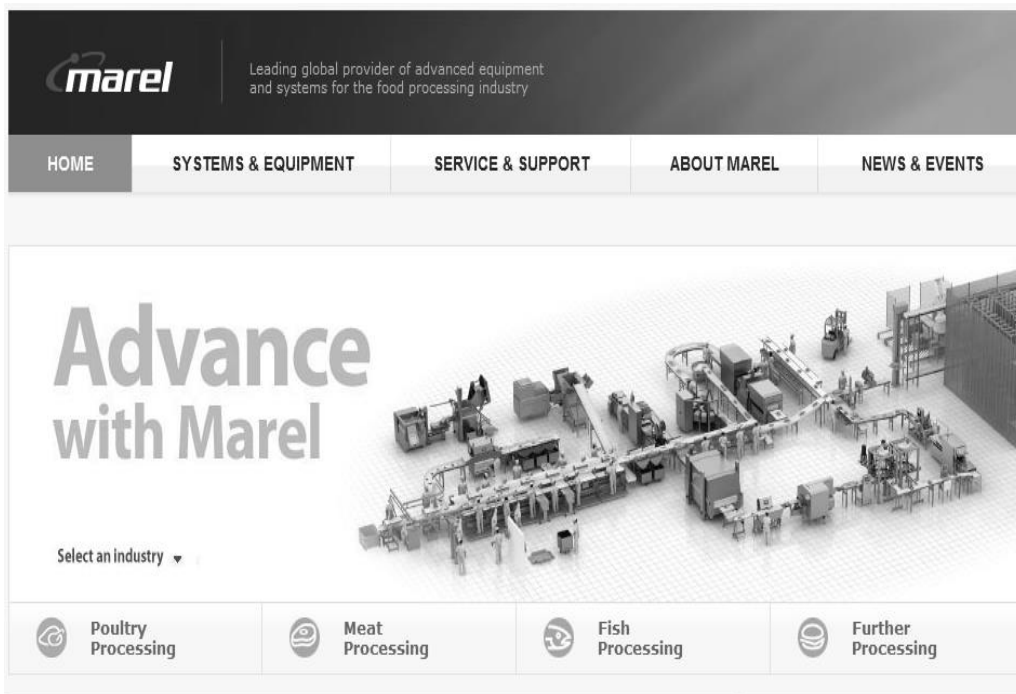 marel
Leading global provider of advanced equipment
and systems for the food processing industry
HOME
SYSTEMS & EQUIPMENT
SERVICE & SUPPORT
ABOUT MAREL
NEWS & EVENTS
Advance
with Marel
Select an industry
Poultry
Processing
Meat
Processing
Fish
Processing
Further
Processing